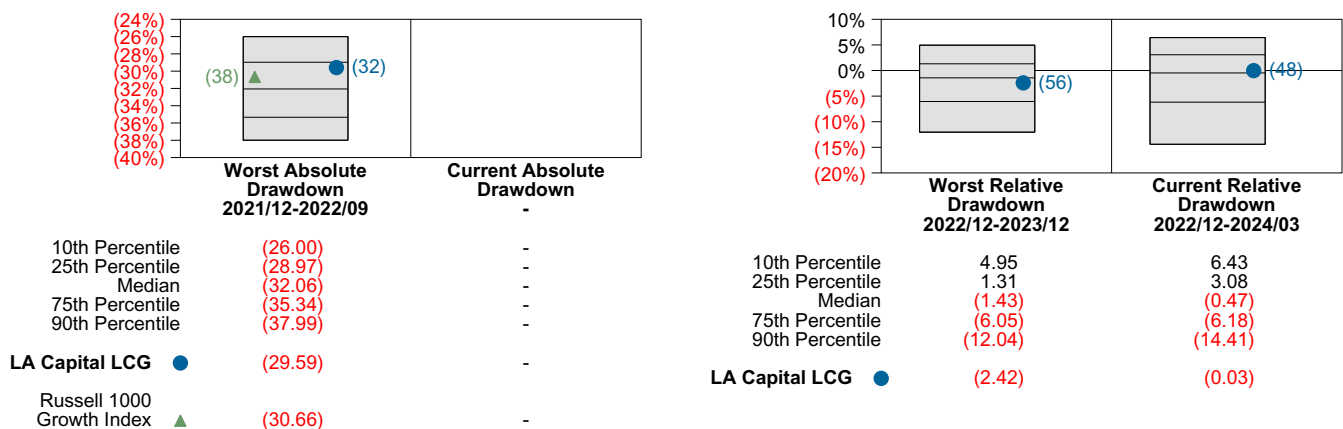 (24%)
(26%)
(28%)
(30%)
(32%)
(34%)
(36%)
(38%)
(40%)
(38)
(32)
Worst Absolute Drawdown 2021/12-2022/09
Current Absolute Drawdown -
10th Percentile (26.00) -
25th Percentile (28.97) -
Median (32.06) -
75th Percentile (35.34) -
90th Percentile (37.99) -
LA Capital LCG (29.59) -
Russell 1000
Growth Index (30.66) -
10%
5%
0%
(5%)
(10%)
(15%)
(20%)
(56)
(48)
Worst Relative Drawdown 2022/12-2023/12
Current Relative Drawdown 2022/12-2024/03
10th Percentile 4.95 6.43
25th Percentile 1.31 3.08
Median (1.43) (0.47)
75th Percentile (6.05) (6.18)
90th Percentile (12.04) (14.41)
LA Capital LCG (2.42) (0.03)